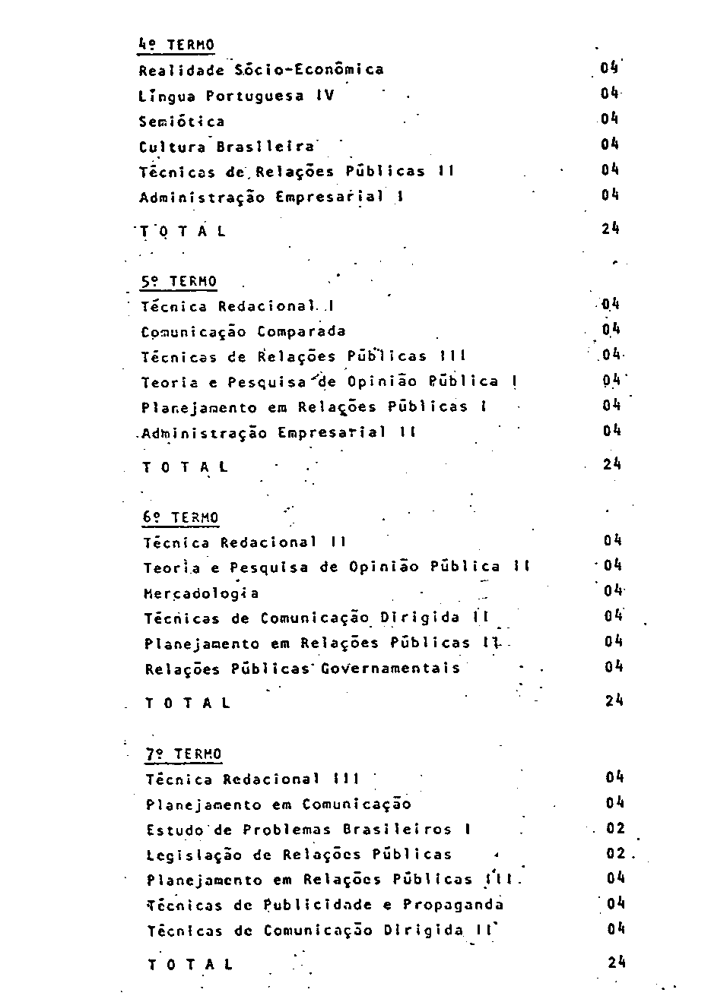 4º TERMO
Realidade Sócio-Econômica 04
Língua Portuguesa IV 04
Semiótica 04
Cultura Brasileira 04
Técnicas de Relações Públicas II 04
Administração Empresarial I 04
T O T A L 24
5º TERMO
Técnica Redacional I 04
Comunicação Comparada 04
Técnicas de Relações Públicas III 04
Teoria e Pesquisa de Opinião Pública I 04
Planejamento em Relações Públicas I 04
Administração Empresarial II 04
T O T A L 24
6º TERMO
Técnica Redacional II 04
Teoria e Pesquisa de Opinião Pública II 04
Mercadologia 04
Técnicas de Comunicação Dirigida II 04
Planejamento em Relações Públicas II 04
Relações Públicas Governamentais 04
T O T A L 24
7º TERMO
Técnica Redacional III 04
Planejamento em Comunicação 04
Estudo de Problemas Brasileiros I 02
Legislação de Relações Públicas 02
Planejamento em Relações Públicas III 04
Técnicas de Publicidade e Propaganda 04
Técnicas de Comunicação Dirigida II 04
T O T A L 24